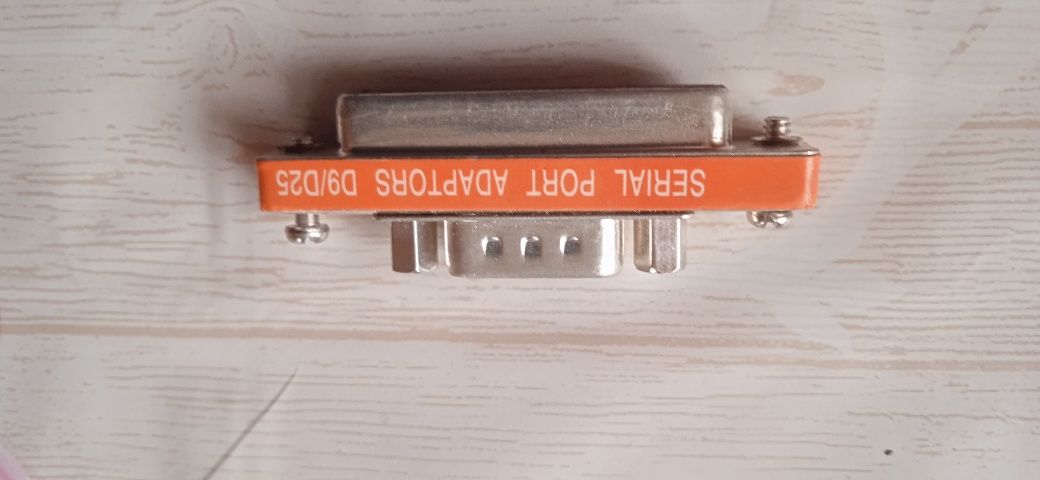 SERIAL PORT ADAPTORS D9/D25